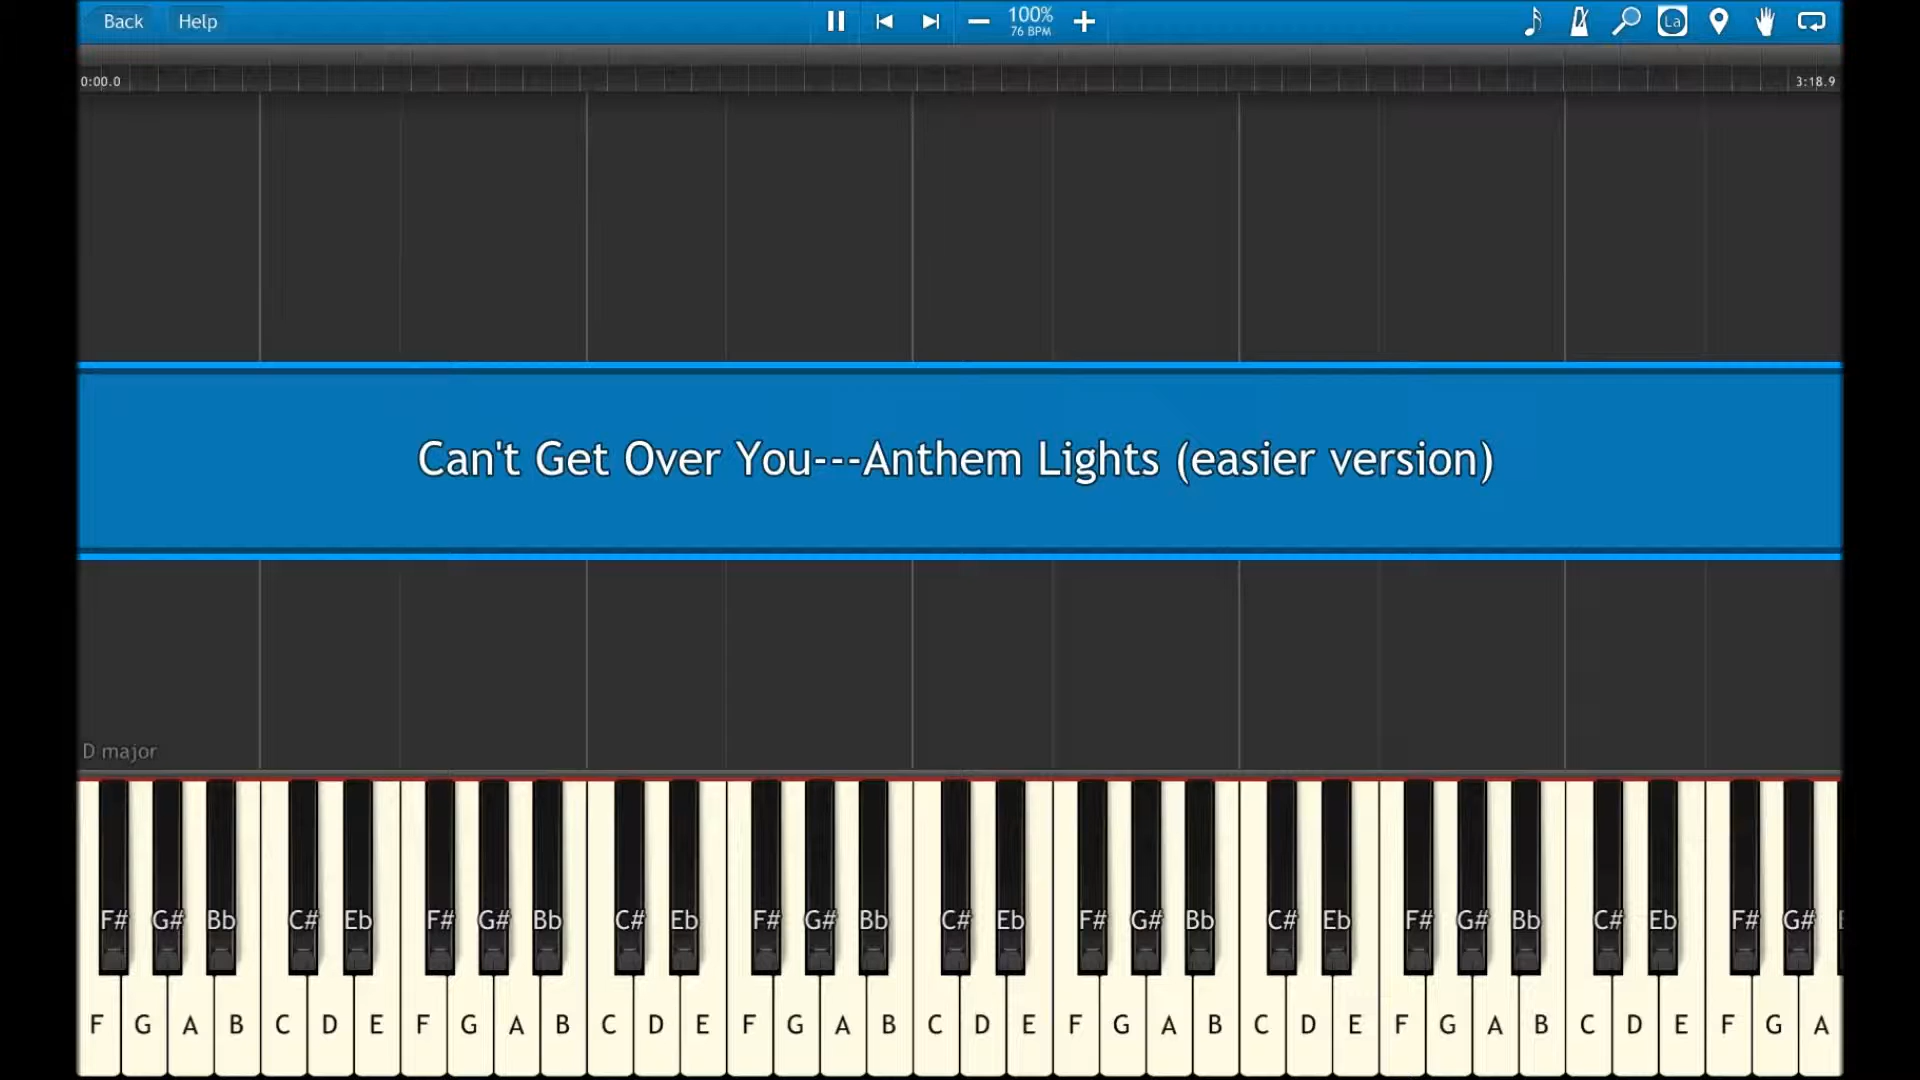 Back Help 100% La
76 BPM
0:00.0 3:18.9
Can't Get Over You---Anthem Lights (easier version)
D major
F# G# Bb C# Eb F# G# Bb C# Eb F# G# Bb C# Eb F# G# Bb C# Eb F# G# Bb C# Eb F# G#
F G A B C D E F G A B C D E F G A B C D E F G A B C D E F G A B C D E F G A